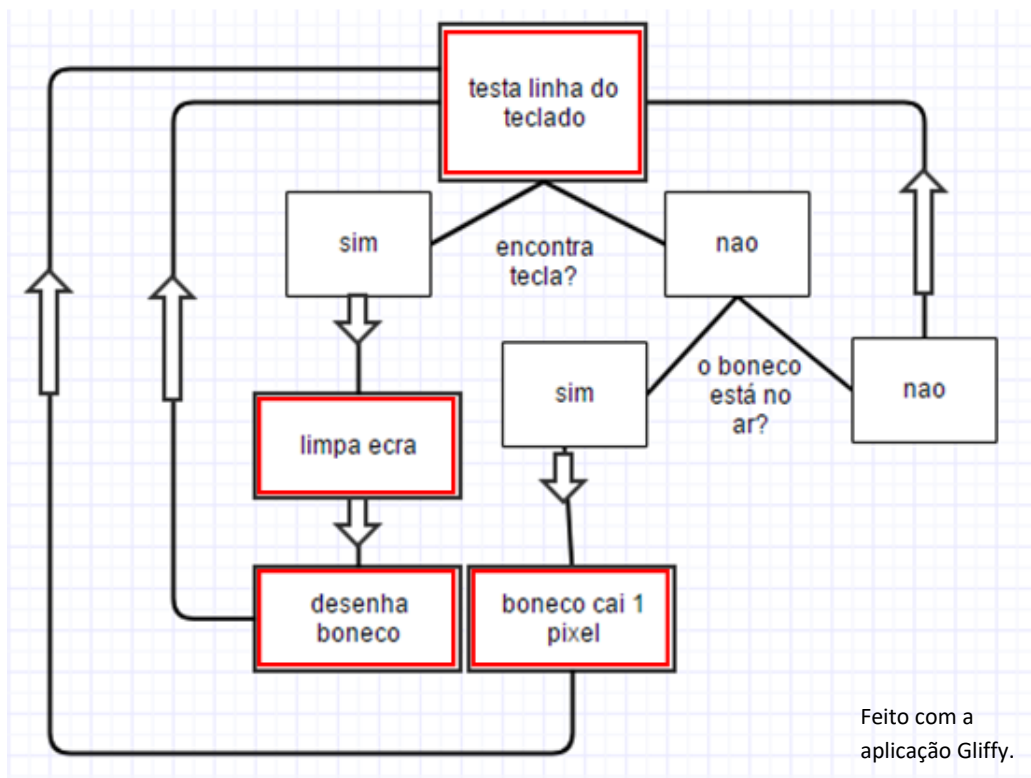 testa linha do
teclado
sim
encontra
tecla?
nao
sim
o boneco
está no
ar?
nao
limpa ecra
desenha
boneco
boneco cai 1
pixel
Feito com a
aplicação Gliffy.